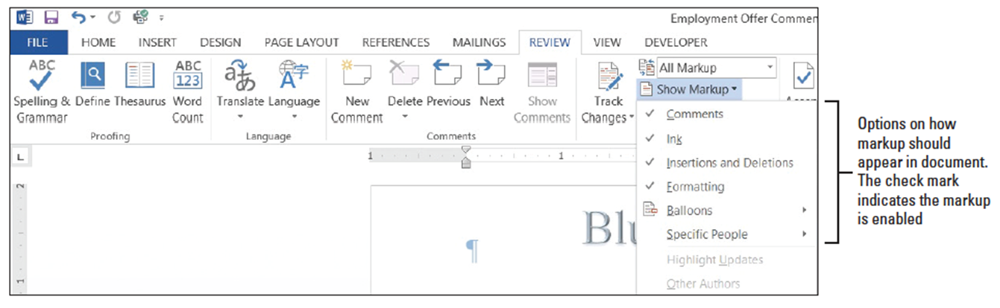 Employment Offer Commen
FILE HOME INSERT DESIGN PAGE LAYOUT REFERENCES MAILINGS REVIEW VIEW DEVELOPER
ABC
Spelling &
Grammar
Define
Thesaurus
ABC
123
Word
Count
Proofing
Translate
Language
Language
New
Comment
Delete
Previous
Next
Show
Comments
Comments
Track
Changes
All Markup
Show Markup
Comments
Ink
Insertions and Deletions
Formatting
Balloons
Specific People
Highlight Updates
Other Authors
L
1 1
2
1
Blu
¶
Options on how
markup should
appear in document.
The check mark
indicates the markup
is enabled